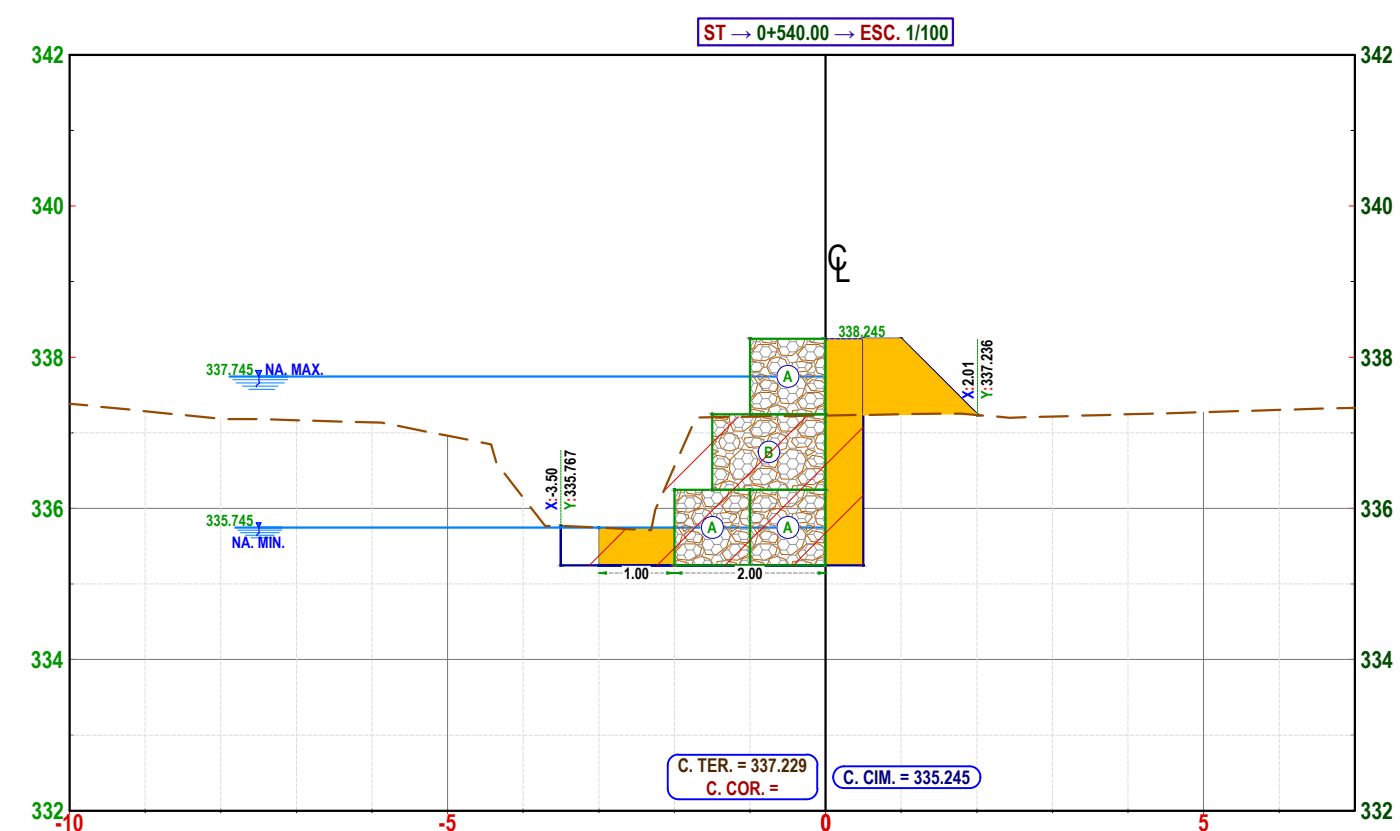 ST → 0+540.00 → ESC. 1/100
342
342
340
340
℄
338.245
338
338
337.745
NA. MAX.
A
X:2.01
Y:337.236
B
X:-3.50
Y:335.767
336
336
335.745
NA. MIN.
A
A
1.00
2.00
334
334
C. TER. = 337.229
C. COR. =
C. CIM. = 335.245
332
332
-10
-5
0
5